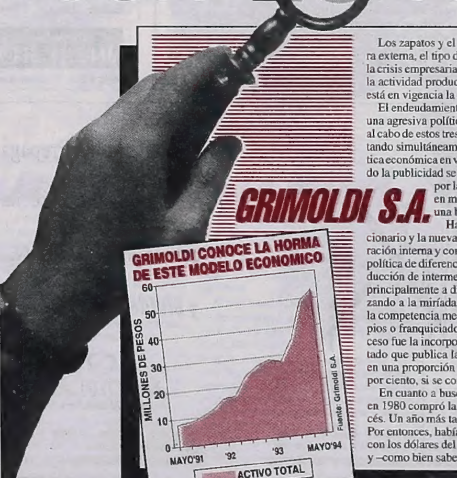 GRIMOLDI S.A.
GRIMOLDI CONOCE LA HORMA
DE ESTE MODELO ECONOMICO
MILLONES DE PESOS
60
50
40
30
20
10
0
MAYO'91
'92
'93
MAYO'94
Fuente: Grimoldi S.A.
ACTIVO TOTAL
Los zapatos y el
ra externa, el tipo d
la crisis empresaria
la actividad produc
está en vigencia la
El endeudamient
una agresiva polític
al cabo de estos tres
tando simultáneam
tica económica en v
do la publicidad se
por la
en m
una b
Ha
cionario y la nueva
ración interna y con
política de diferenc
ducción de interme
principalmente a di
zando a la miríada
la competencia me
pios o franquiciado
ceso fue la incorpo
tado que publica la
en una proporción
por ciento, si se co
En cuanto a busc
en 1980 compró la
cés. Un año más ta
Por entonces, habí
con los dólares del
y –como bien sabe